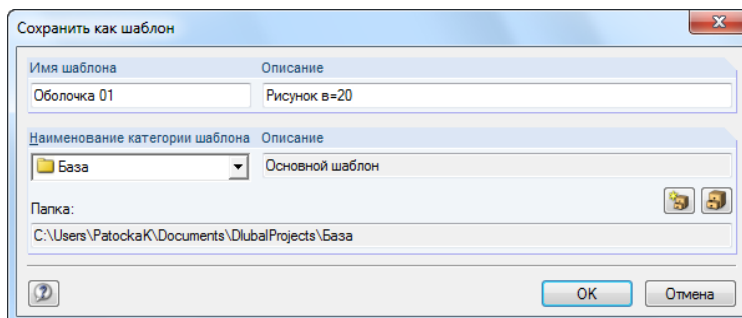 Сохранить как шаблон
Имя шаблона Описание
Оболочка 01 Рисунок в=20
Наименование категории шаблона Описание
База Основной шаблон
Папка:
C:\Users\PatockaK\Documents\DlubalProjects\База
OK Отмена